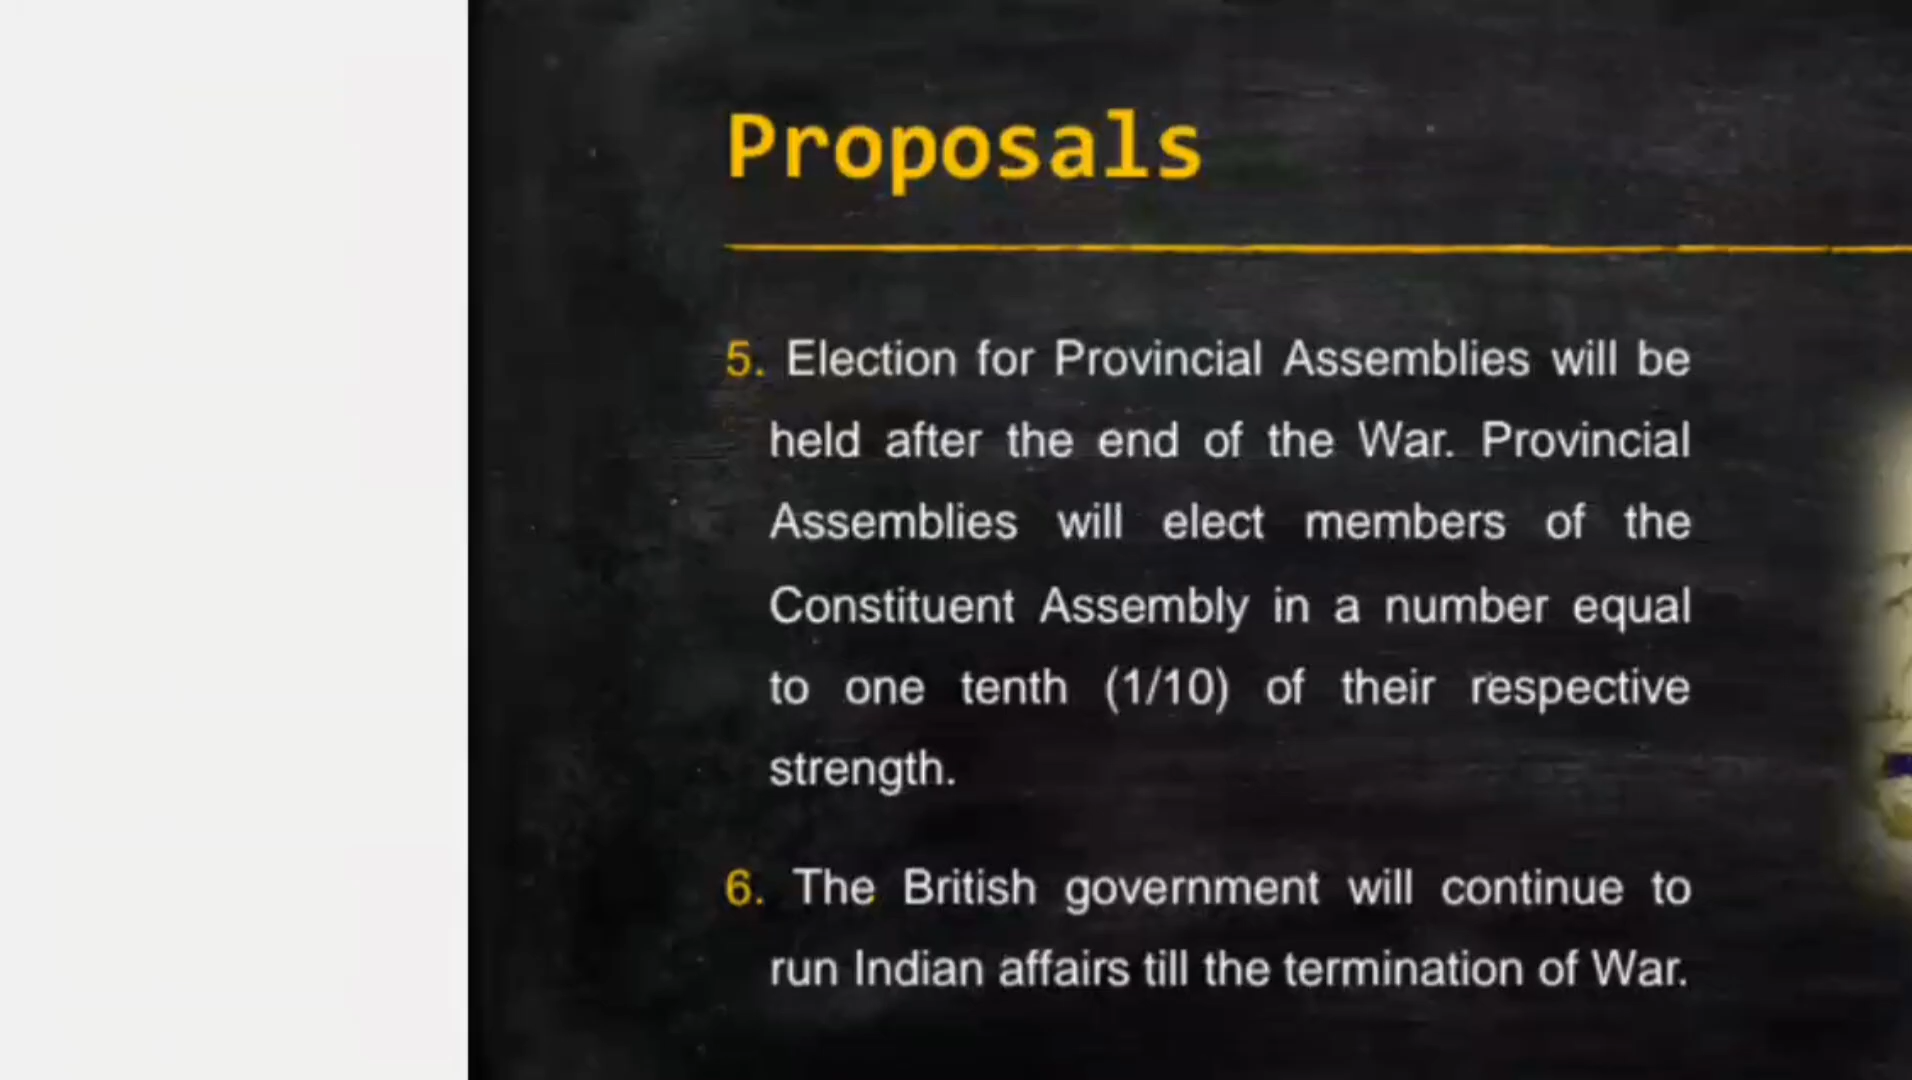 Proposals
5. Election for Provincial Assemblies will be
held after the end of the War. Provincial
Assemblies will elect members of the
Constituent Assembly in a number equal
to one tenth (1/10) of their respective
strength.
6. The British government will continue to
run Indian affairs till the termination of War.